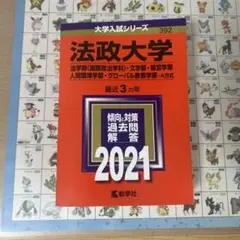 大学入試シリーズ
392
法政大学
法学部〈国際政治学科〉・文学部・経営学部
人間環境学部・グローバル教養学部-A方式
最近3カ年
傾向と対策
過去問
解答
2021
教学社